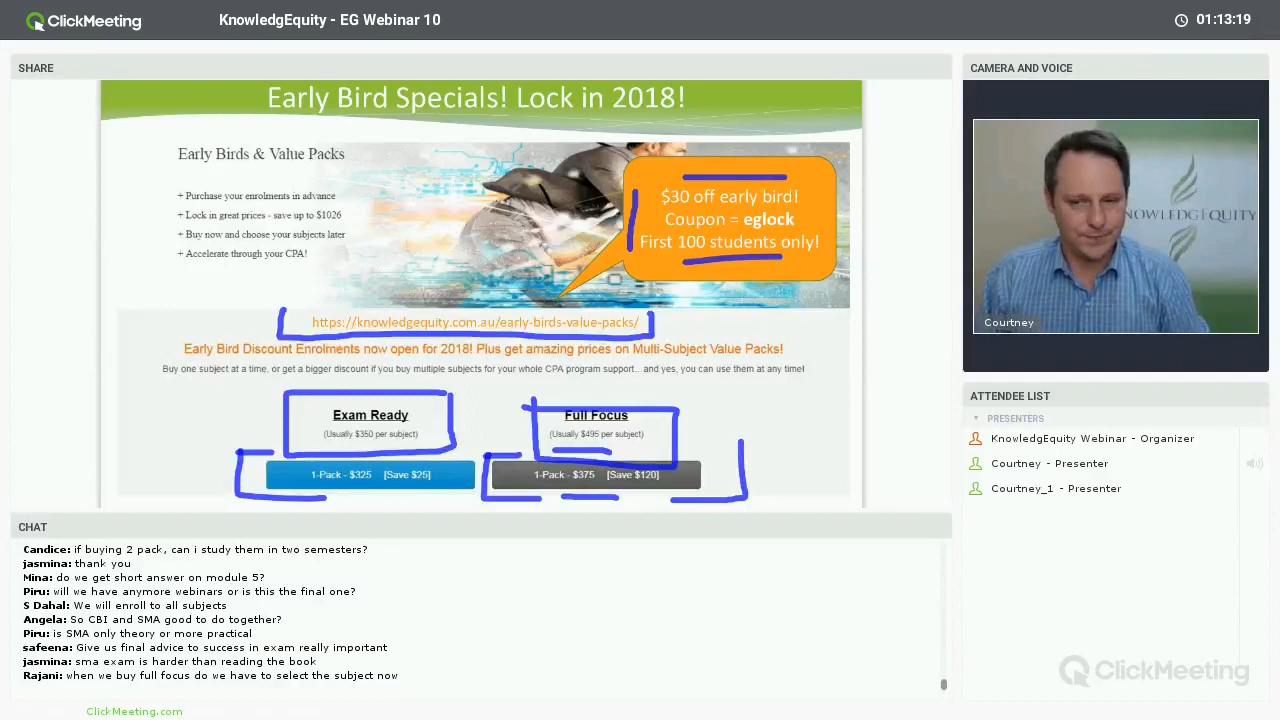 ClickMeeting
KnowledgEquity - EG Webinar 10
01:13:19
SHARE
Early Bird Specials! Lock in 2018!
Early Birds & Value Packs
+ Purchase your enrolments in advance
+ Lock in great prices - save up to $1026
+ Buy now and choose your subjects later
+ Accelerate through your CPA!
$30 off early bird!
Coupon = eglock
First 100 students only!
https://knowledgequity.com.au/early-birds-value-packs/
Early Bird Discount Enrolments now open for 2018! Plus get amazing prices on Multi-Subject Value Packs!
Buy one subject at a time, or get a bigger discount if you buy multiple subjects for your whole CPA program support... and yes, you can use them at any time!
Exam Ready
(Usually $350 per subject)
1-Pack - $325 [Save $25]
Full Focus
(Usually $495 per subject)
1-Pack - $375 [Save $120]
CAMERA AND VOICE
NOWLEDGEQUITY
Courtney
ATTENDEE LIST
PRESENTERS
KnowledgEquity Webinar - Organizer
Courtney - Presenter
Courtney_1 - Presenter
CHAT
Candice: if buying 2 pack, can i study them in two semesters?
jasmina: thank you
Mina: do we get short answer on module 5?
Piru: will we have anymore webinars or is this the final one?
S Dahal: We will enroll to all subjects
Angela: So CBI and SMA good to do together?
Piru: is SMA only theory or more practical
safeena: Give us final advice to success in exam really important
jasmina: sma exam is harder than reading the book
Rajani: when we buy full focus do we have to select the subject now
ClickMeeting
ClickMeeting.com